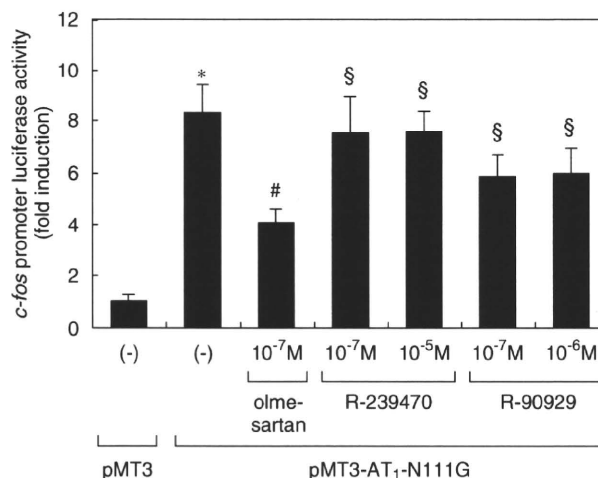 c-fos promoter luciferase activity
(fold induction)
12
10
8
6
4
2
0
*
#
§
§
§
§
(-)
(-)
10⁻⁷M
10⁻⁷M
10⁻⁵M
10⁻⁷M
10⁻⁶M
olme-
sartan
R-239470
R-90929
pMT3
pMT3-AT₁-N111G